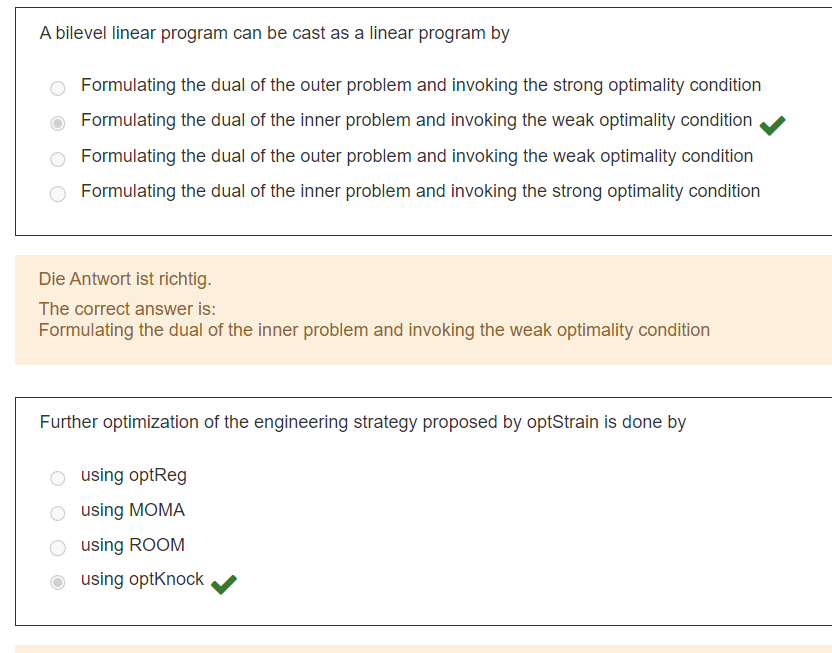 A bilevel linear program can be cast as a linear program by
Formulating the dual of the outer problem and invoking the strong optimality condition
Formulating the dual of the inner problem and invoking the weak optimality condition
Formulating the dual of the outer problem and invoking the weak optimality condition
Formulating the dual of the inner problem and invoking the strong optimality condition
Die Antwort ist richtig.
The correct answer is:
Formulating the dual of the inner problem and invoking the weak optimality condition
Further optimization of the engineering strategy proposed by optStrain is done by
using optReg
using MOMA
using ROOM
using optKnock